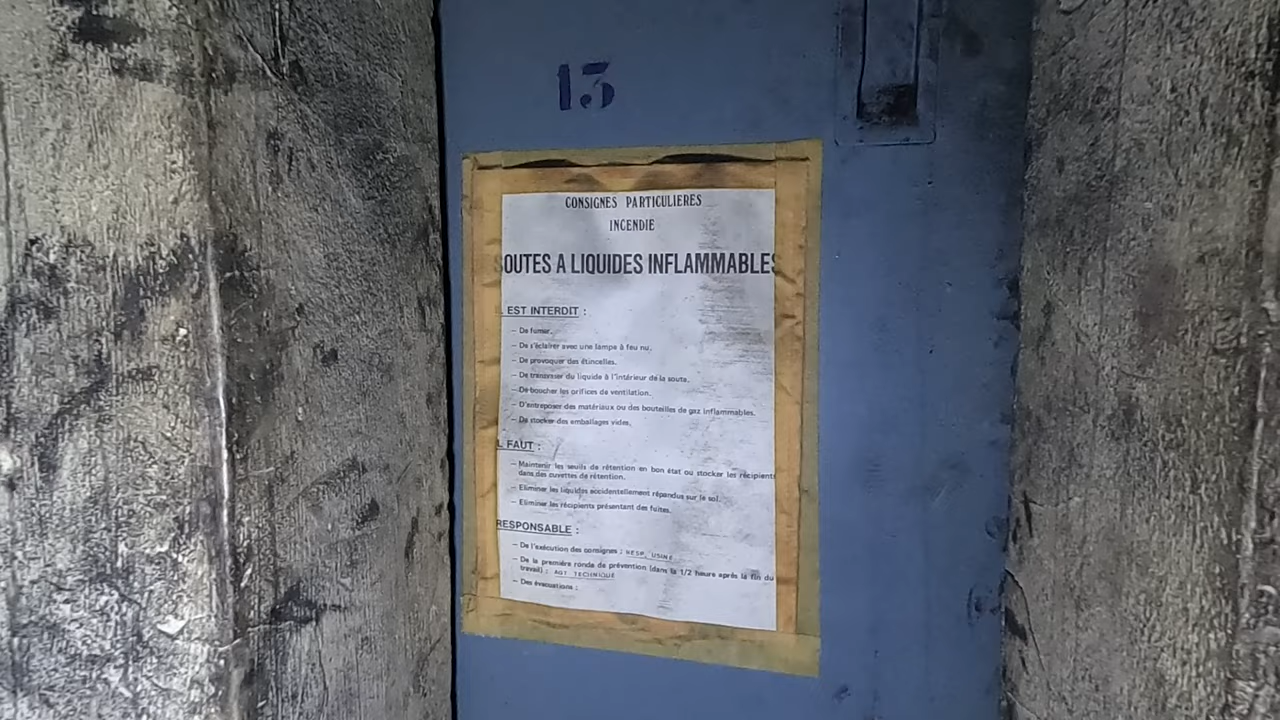 13
CONSIGNES PARTICULIERES
INCENDIE
SOUTES A LIQUIDES INFLAMMABLES
L EST INTERDIT :
— De fumer.
— De s'éclairer avec une lampe à feu nu.
— De provoquer des étincelles.
— De transvaser du liquide à l'intérieur de la soute.
— De boucher les orifices de ventilation.
— D'entreposer des matériaux ou des bouteilles de gaz inflammables.
— De stocker des emballages vides.
L FAUT :
— Maintenir les seuils de rétention en bon état ou stocker les récipients
dans des cuvettes de rétention.
— Eliminer les liquides accidentellement répandus sur le sol.
— Eliminer les récipients présentant des fuites.
RESPONSABLE :
— De l'exécution des consignes : RESP. USINE
— De la première ronde de prévention (dans la 1/2 heure après la fin du
travail) : AGT TECHNIQUE
— Des évacuations :